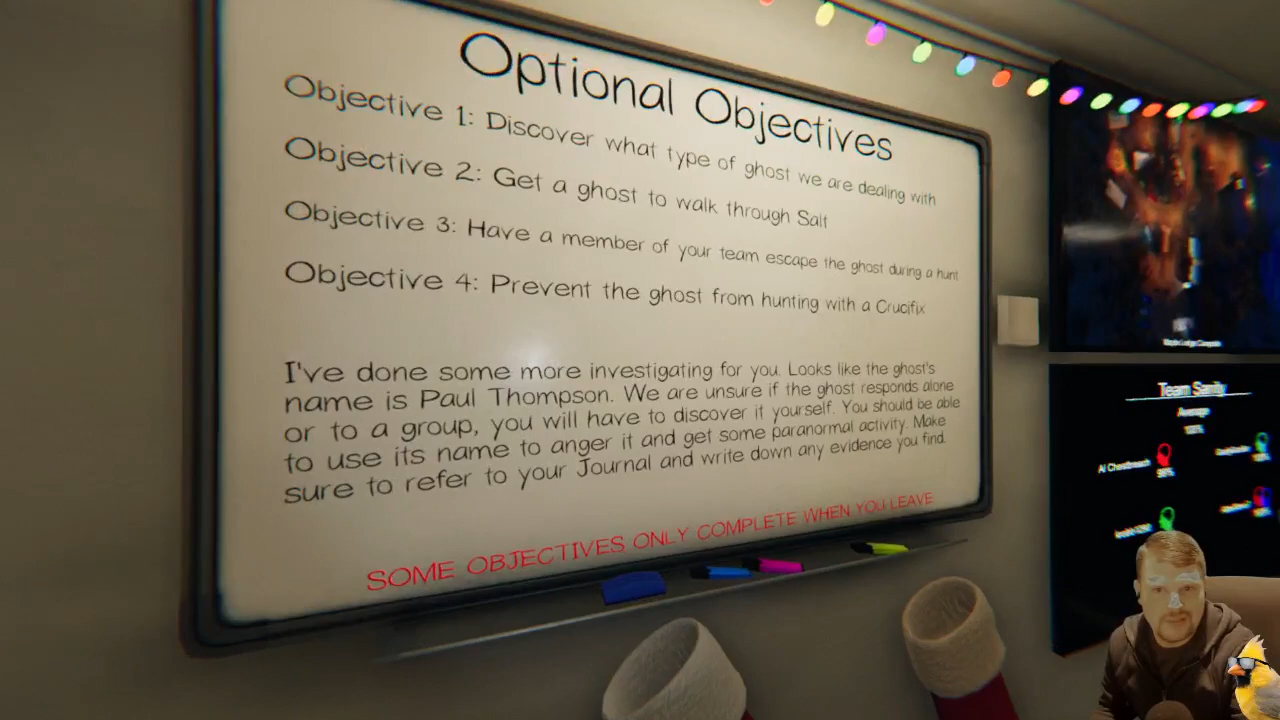 Optional Objectives
Objective 1: Discover what type of ghost we are dealing with
Objective 2: Get a ghost to walk through Salt
Objective 3: Have a member of your team escape the ghost during a hunt
Objective 4: Prevent the ghost from hunting with a Crucifix
I've done some more investigating for you. Looks like the ghost's
name is Paul Thompson. We are unsure if the ghost responds alone
or to a group, you will have to discover it yourself. You should be able
to use its name to anger it and get some paranormal activity. Make
sure to refer to your Journal and write down any evidence you find.
SOME OBJECTIVES ONLY COMPLETE WHEN YOU LEAVE
Team Sanity
Average
100%